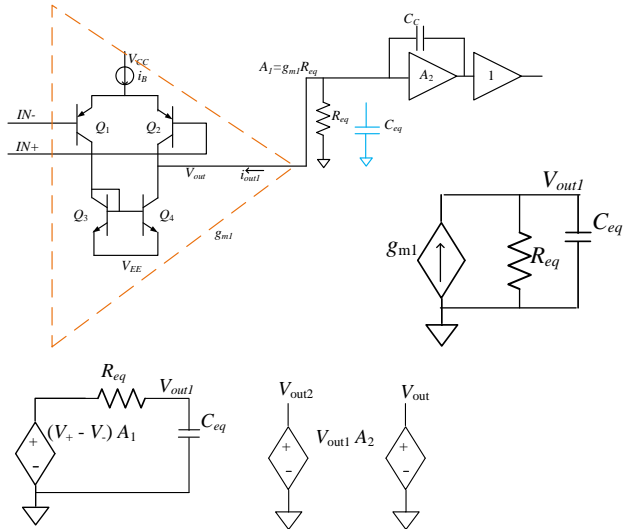 V_CC
i_B
C_C
A_1=g_m1R_eq
A_2
1
IN-
Q_1
Q_2
R_eq
C_eq
IN+
V_out
i_out1
Q_3
Q_4
g_m1
V_EE
V_out1
C_eq
g_m1
R_eq
R_eq
V_out1
V_out2
V_out
+
(V_+ - V_-) A_1
C_eq
+
V_out1 A_2
+
-
-
-